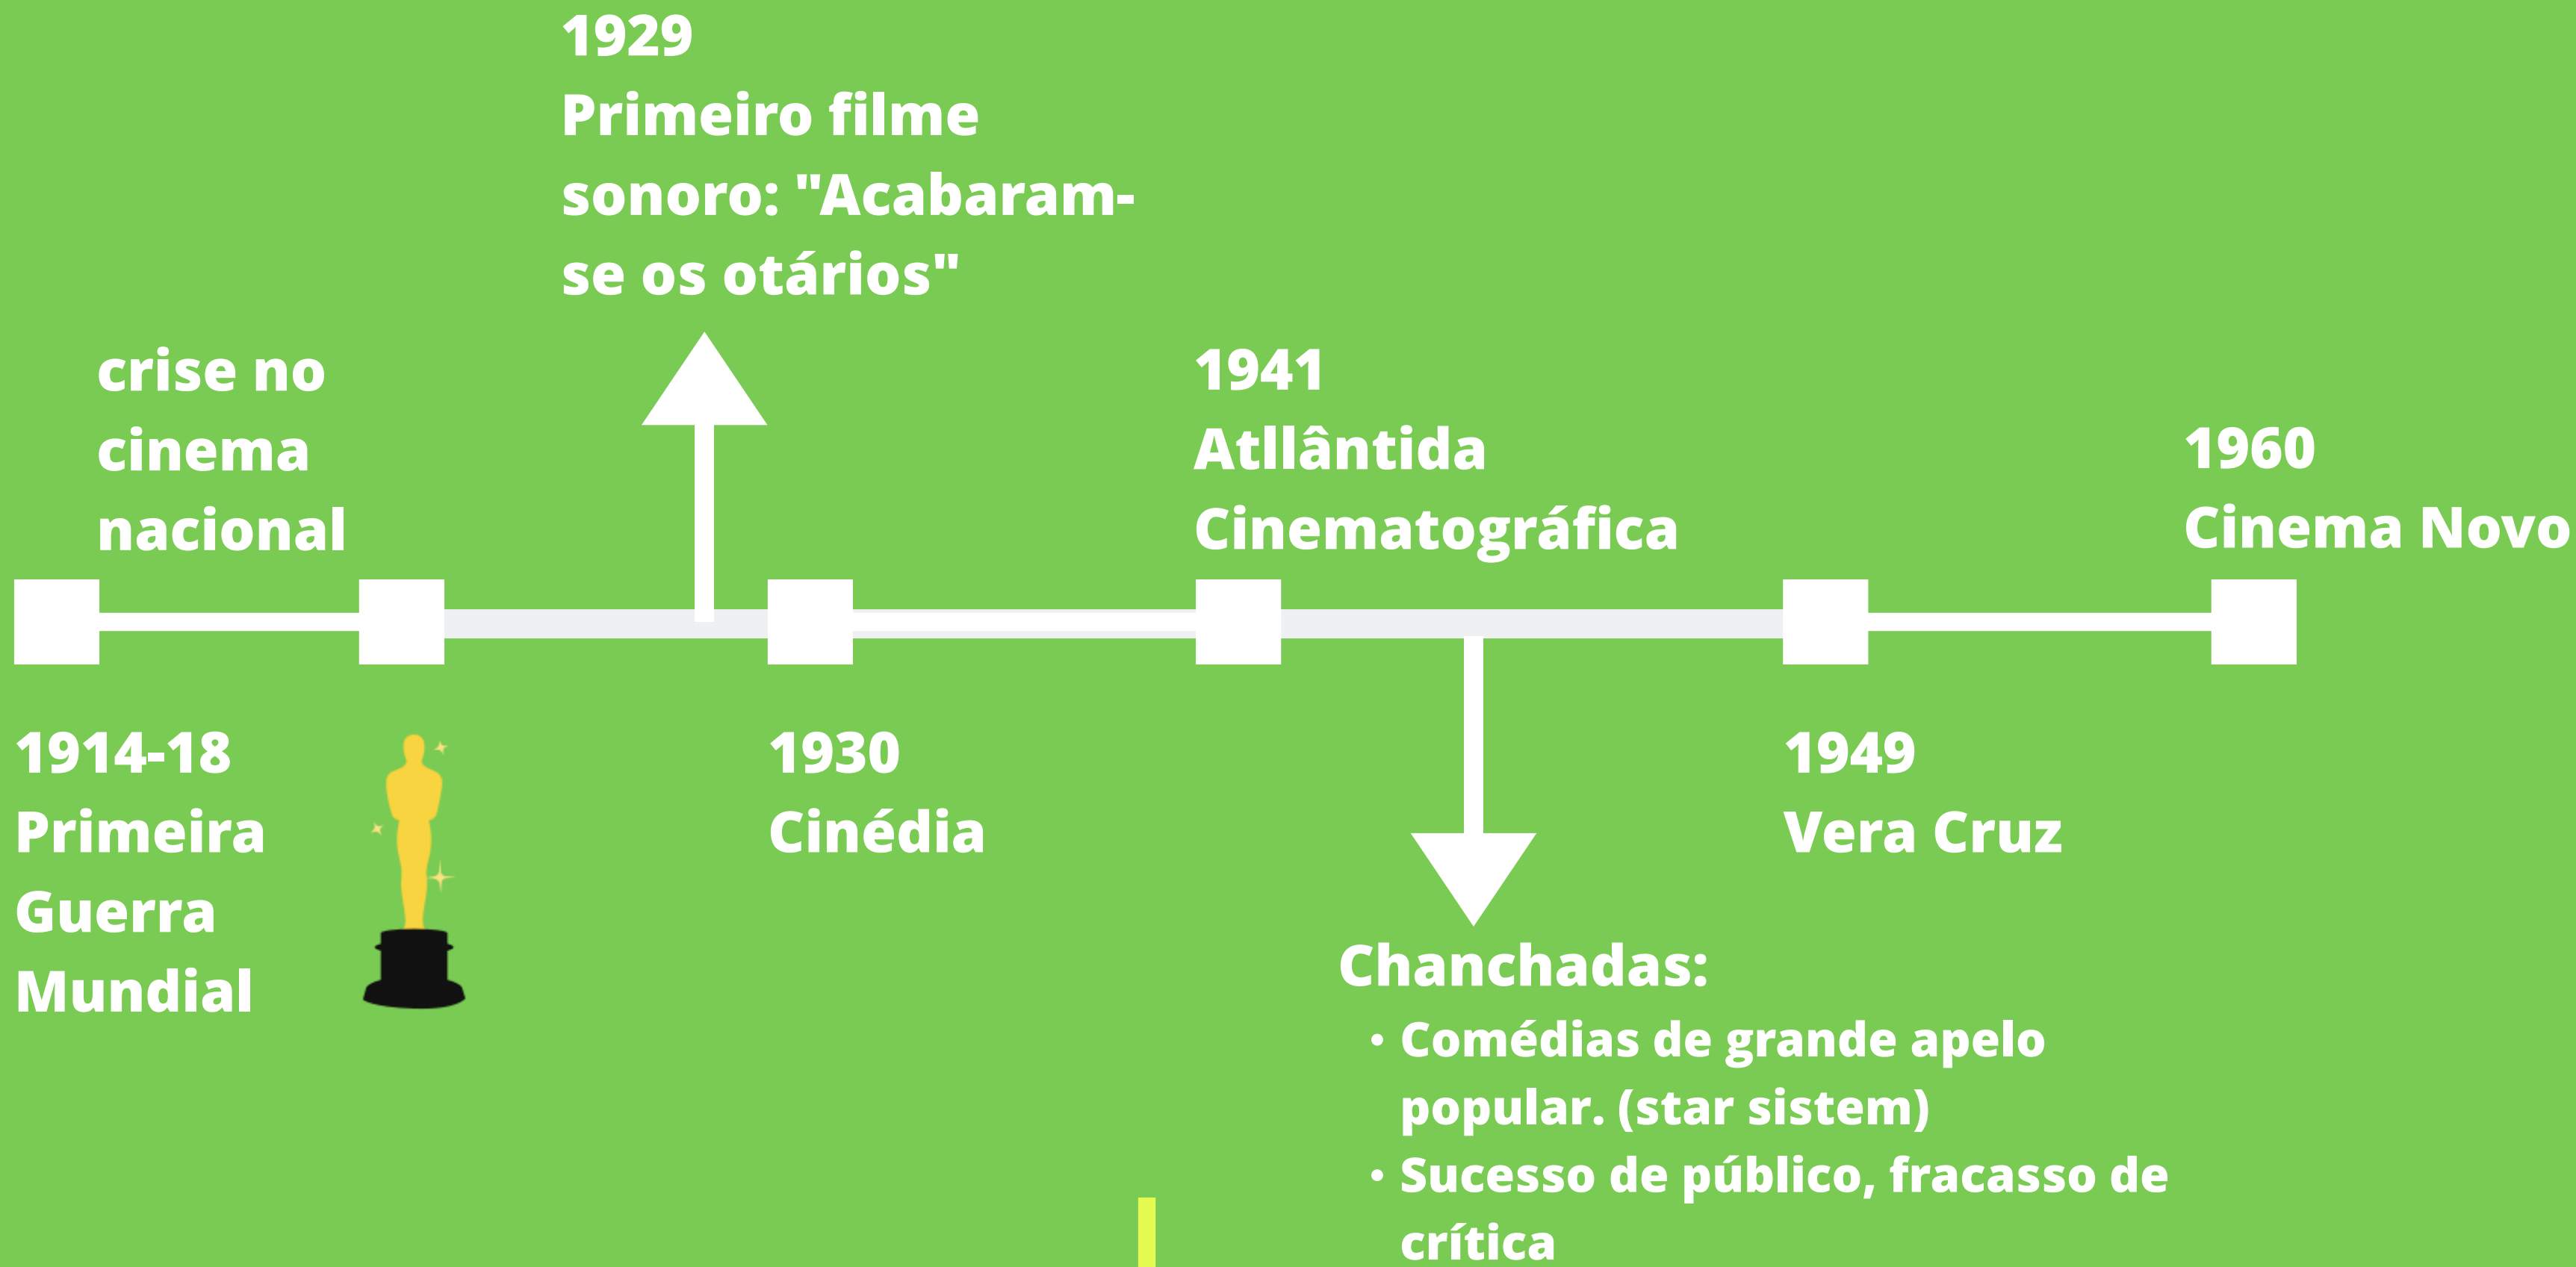 1929
Primeiro filme
sonoro: "Acabaram-
se os otários"
crise no
cinema
nacional
1941
Atllântida
Cinematográfica
1960
Cinema Novo
1914-18
Primeira
Guerra
Mundial
1930
Cinédia
1949
Vera Cruz
Chanchadas:
• Comédias de grande apelo
popular. (star sistem)
• Sucesso de público, fracasso de
crítica